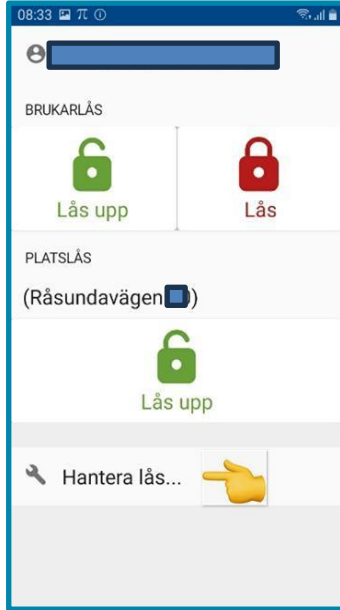 08:33
BRUKARLÅS
Lås upp
Lås
PLATSLÅS
(Råsundavägen )
Lås upp
Hantera lås...